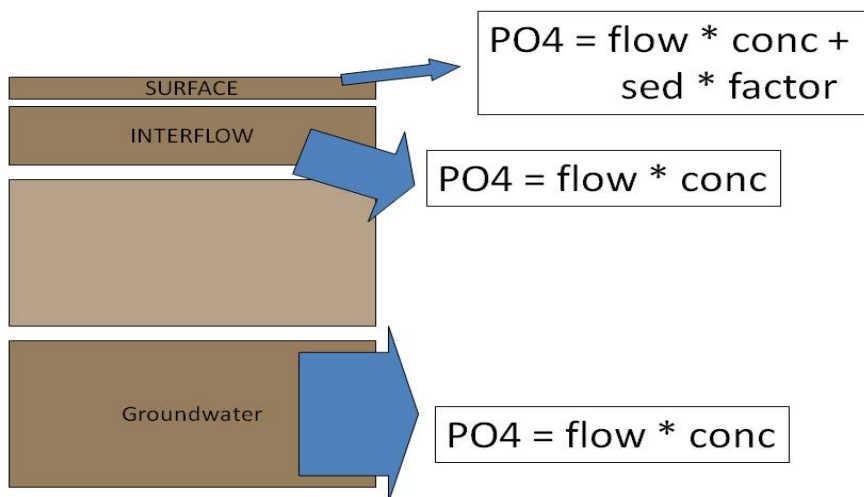 PO4 = flow * conc +
sed * factor
SURFACE
INTERFLOW
PO4 = flow * conc
Groundwater
PO4 = flow * conc